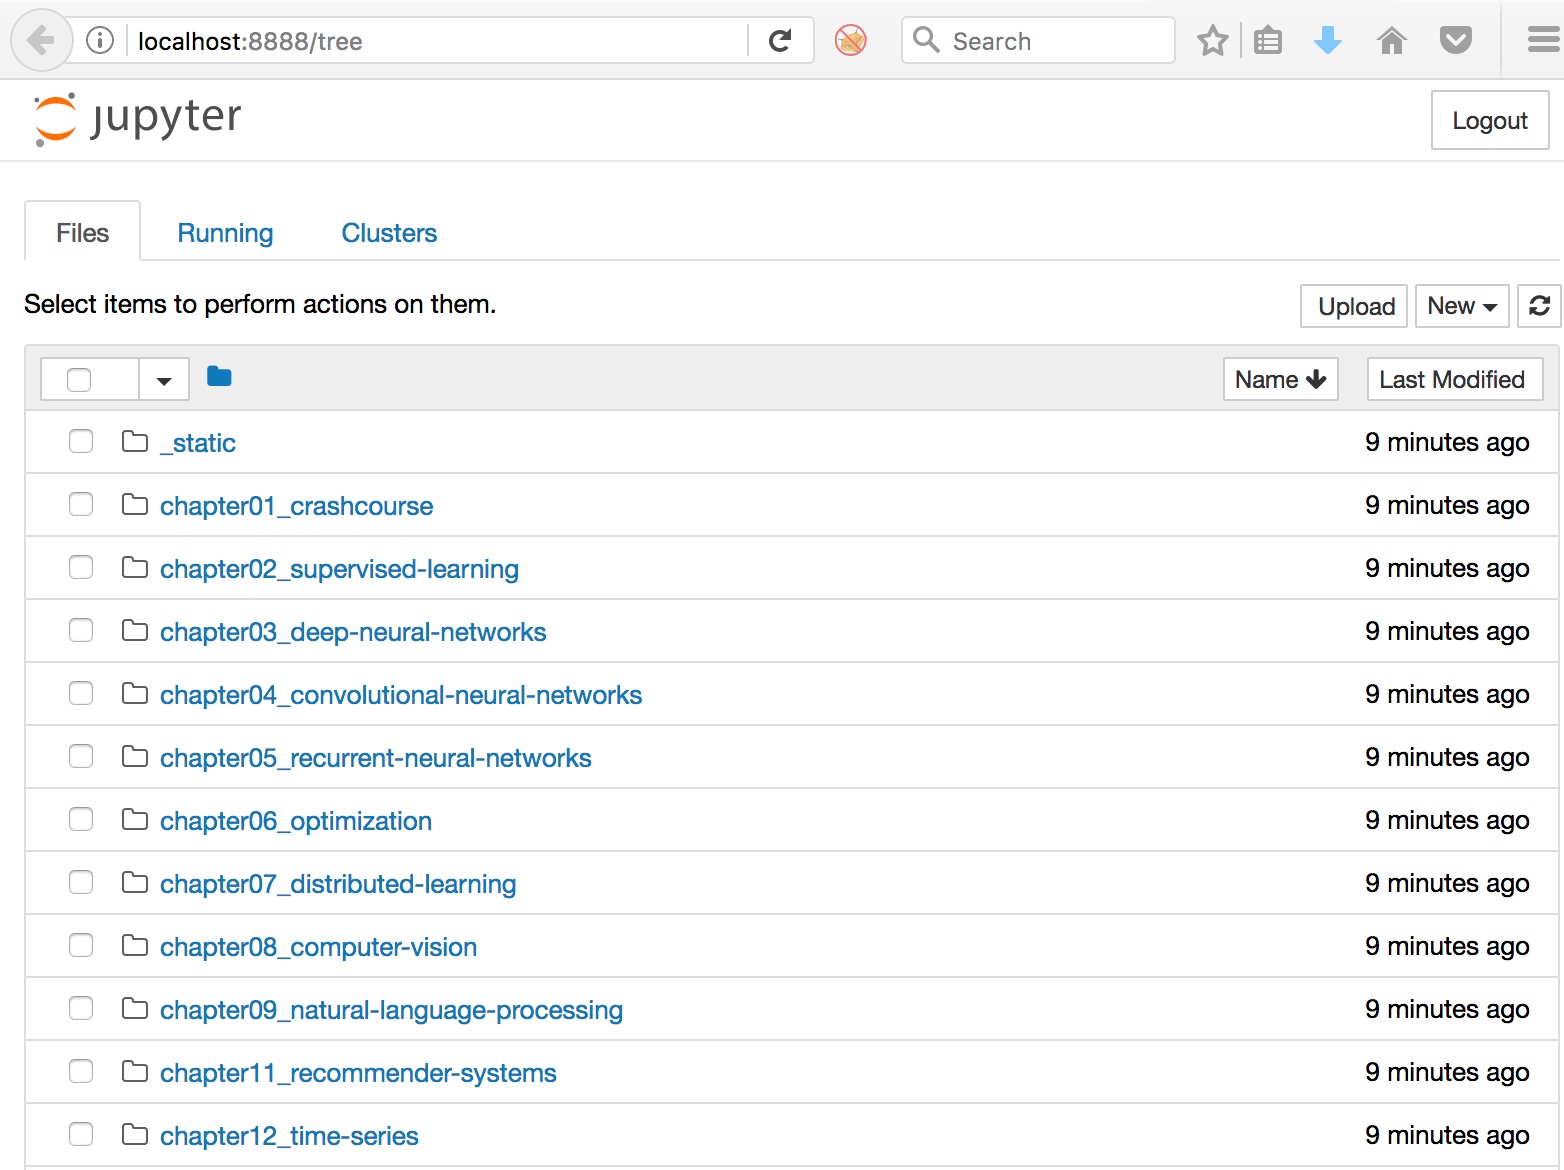 localhost:8888/tree
Search
jupyter
Logout
Files Running Clusters
Select items to perform actions on them.
Upload New
Name Last Modified
_static 9 minutes ago
chapter01_crashcourse 9 minutes ago
chapter02_supervised-learning 9 minutes ago
chapter03_deep-neural-networks 9 minutes ago
chapter04_convolutional-neural-networks 9 minutes ago
chapter05_recurrent-neural-networks 9 minutes ago
chapter06_optimization 9 minutes ago
chapter07_distributed-learning 9 minutes ago
chapter08_computer-vision 9 minutes ago
chapter09_natural-language-processing 9 minutes ago
chapter11_recommender-systems 9 minutes ago
chapter12_time-series 9 minutes ago